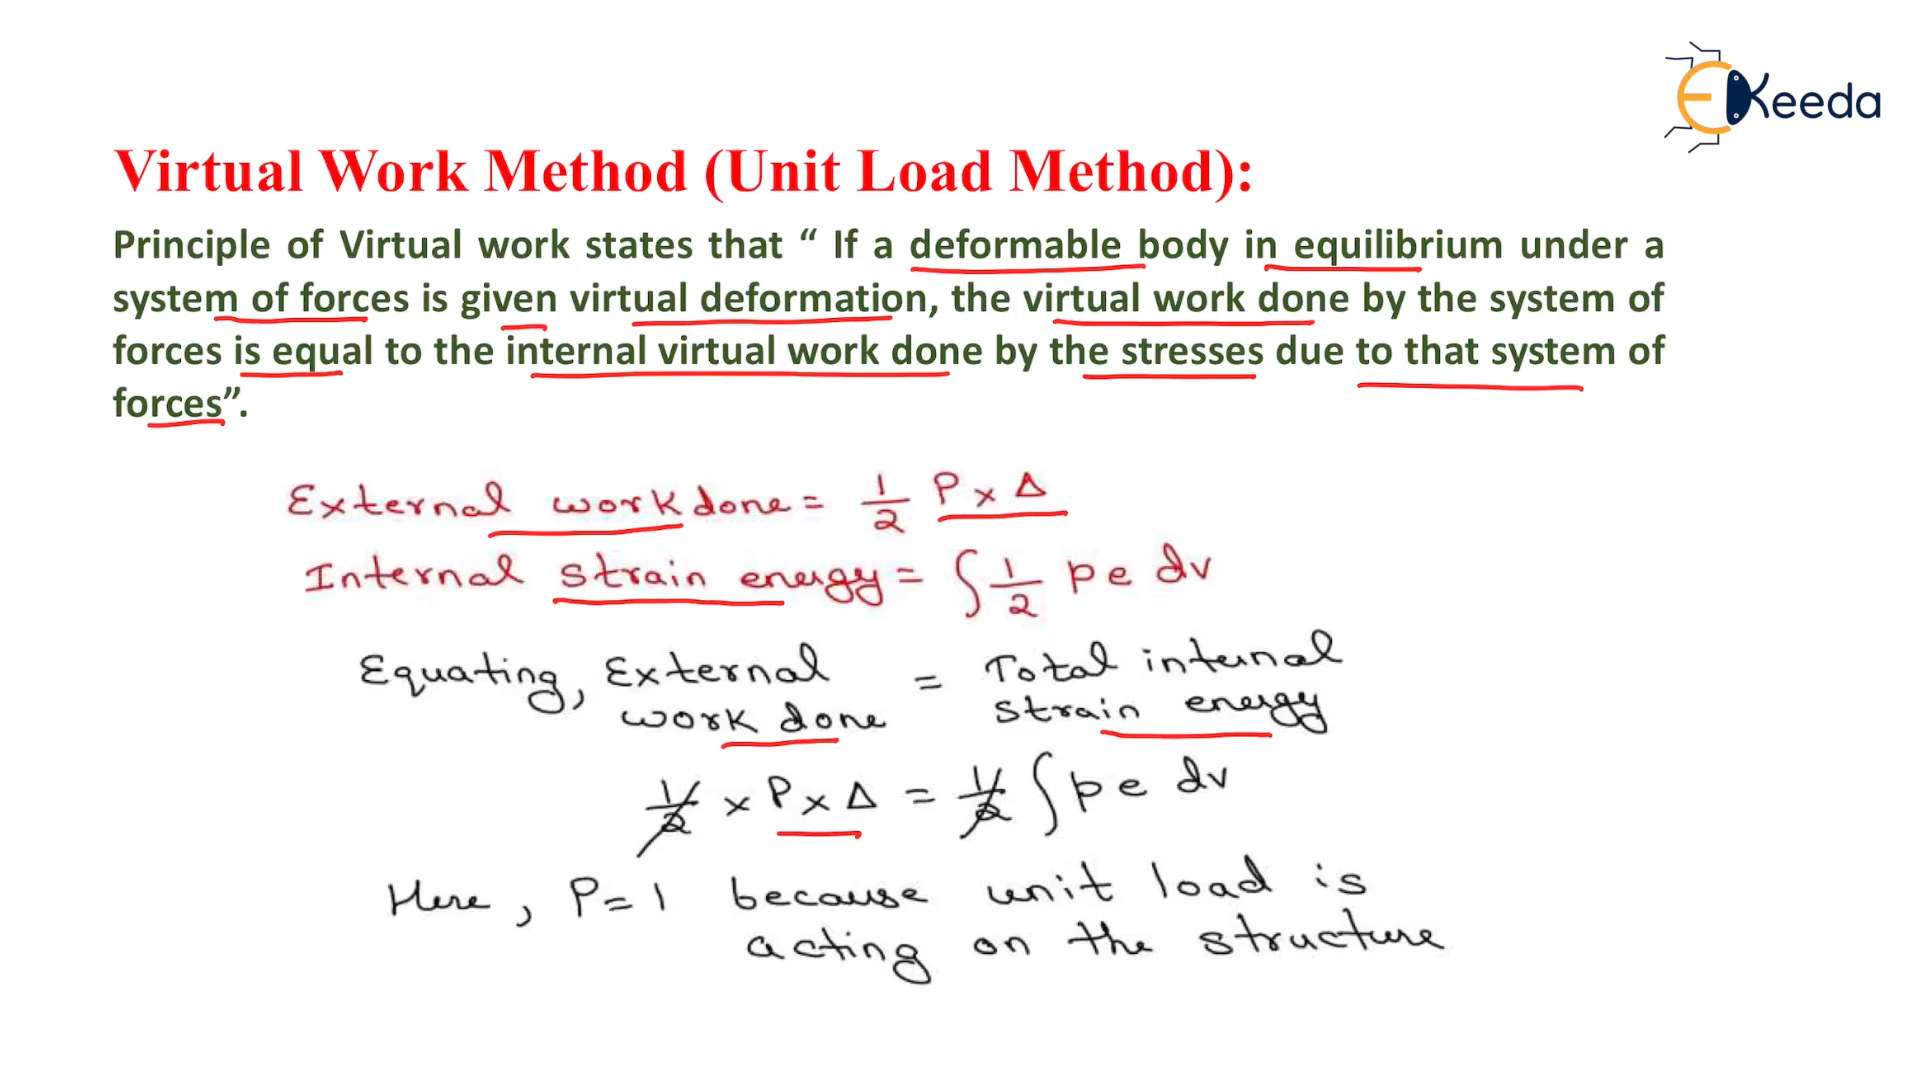 EKeeda
Virtual Work Method (Unit Load Method):
Principle of Virtual work states that “ If a deformable body in equilibrium under a
system of forces is given virtual deformation, the virtual work done by the system of
forces is equal to the internal virtual work done by the stresses due to that system of
forces”.
External work done = 1/2 P x Δ
Internal strain energy = ∫ 1/2 p e dv
Equating, External work done = Total internal strain energy
1/2 x P x Δ = 1/2 ∫ p e dv
Here, P = 1 because unit load is
acting on the structure